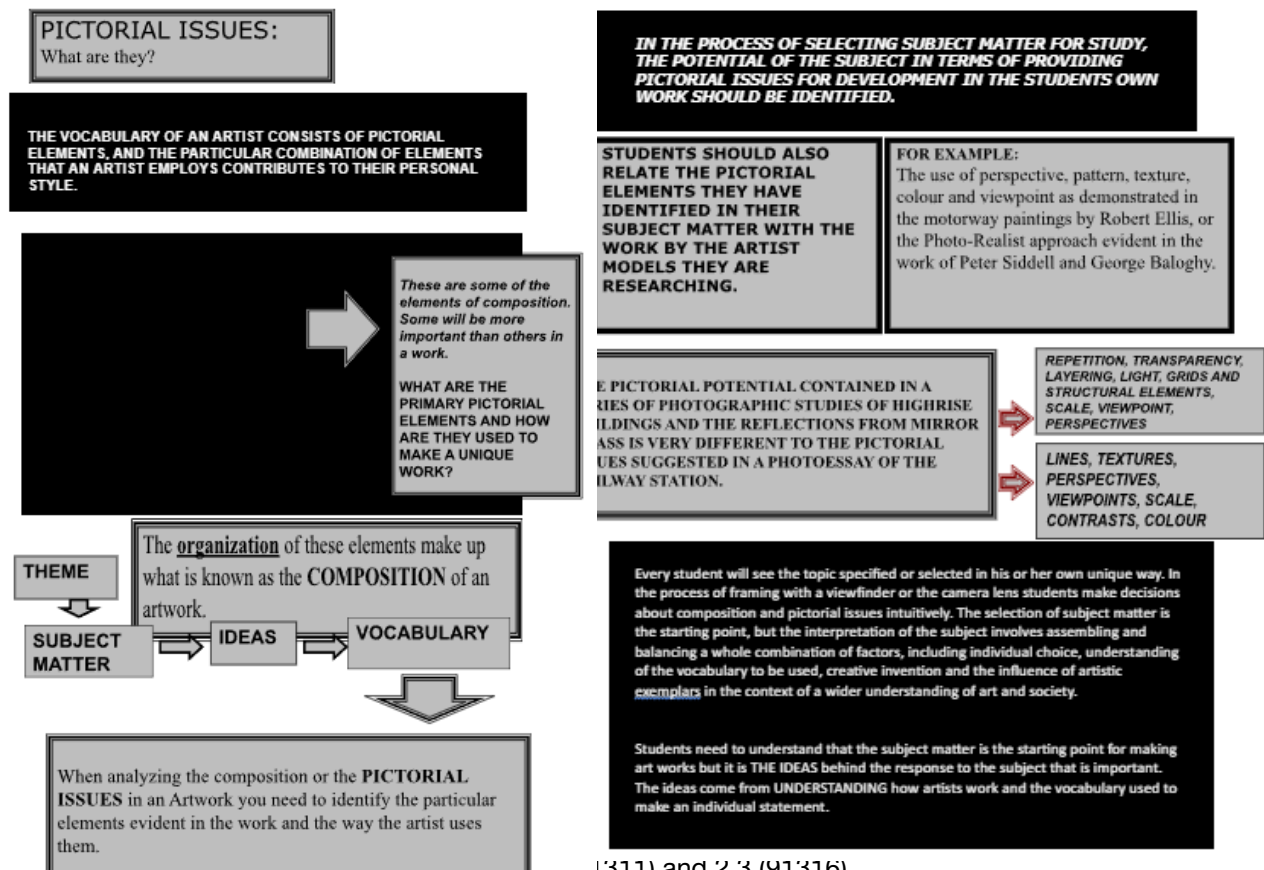 PICTORIAL ISSUES:
What are they?
THE VOCABULARY OF AN ARTIST CONSISTS OF PICTORIAL
ELEMENTS, AND THE PARTICULAR COMBINATION OF ELEMENTS
THAT AN ARTIST EMPLOYS CONTRIBUTES TO THEIR PERSONAL
STYLE.
These are some of the
elements of composition.
Some will be more
important than others in
a work.
WHAT ARE THE
PRIMARY PICTORIAL
ELEMENTS AND HOW
ARE THEY USED TO
MAKE A UNIQUE
WORK?
The organization of these elements make up
what is known as the COMPOSITION of an
artwork.
THEME
SUBJECT
MATTER
IDEAS
VOCABULARY
When analyzing the composition or the PICTORIAL
ISSUES in an Artwork you need to identify the particular
elements evident in the work and the way the artist uses
them.
IN THE PROCESS OF SELECTING SUBJECT MATTER FOR STUDY,
THE POTENTIAL OF THE SUBJECT IN TERMS OF PROVIDING
PICTORIAL ISSUES FOR DEVELOPMENT IN THE STUDENTS OWN
WORK SHOULD BE IDENTIFIED.
STUDENTS SHOULD ALSO
RELATE THE PICTORIAL
ELEMENTS THEY HAVE
IDENTIFIED IN THEIR
SUBJECT MATTER WITH THE
WORK BY THE ARTIST
MODELS THEY ARE
RESEARCHING.
FOR EXAMPLE:
The use of perspective, pattern, texture,
colour and viewpoint as demonstrated in
the motorway paintings by Robert Ellis, or
the Photo-Realist approach evident in the
work of Peter Siddell and George Baloghy.
PICTORIAL POTENTIAL CONTAINED IN A
OF PHOTOGRAPHIC STUDIES OF HIGHRISE
AND THE REFLECTIONS FROM MIRROR
IS VERY DIFFERENT TO THE PICTORIAL
SUGGESTED IN A PHOTOESSAY OF THE
STATION.
REPETITION, TRANSPARENCY,
LAYERING, LIGHT, GRIDS AND
STRUCTURAL ELEMENTS,
SCALE, VIEWPOINT,
PERSPECTIVES
LINES, TEXTURES,
PERSPECTIVES,
VIEWPOINTS, SCALE,
CONTRASTS, COLOUR
Every student will see the topic specified or selected in his or her own unique way. In
the process of framing with a viewfinder or the camera lens students make decisions
about composition and pictorial issues intuitively. The selection of subject matter is
the starting point, but the interpretation of the subject involves assembling and
balancing a whole combination of factors, including individual choice, understanding
of the vocabulary to be used, creative invention and the influence of artistic
exemplars in the context of a wider understanding of art and society.
Students need to understand that the subject matter is the starting point for making
art works but it is THE IDEAS behind the response to the subject that is important.
The ideas come from UNDERSTANDING how artists work and the vocabulary used to
make an individual statement.
and 2.3 (91316)